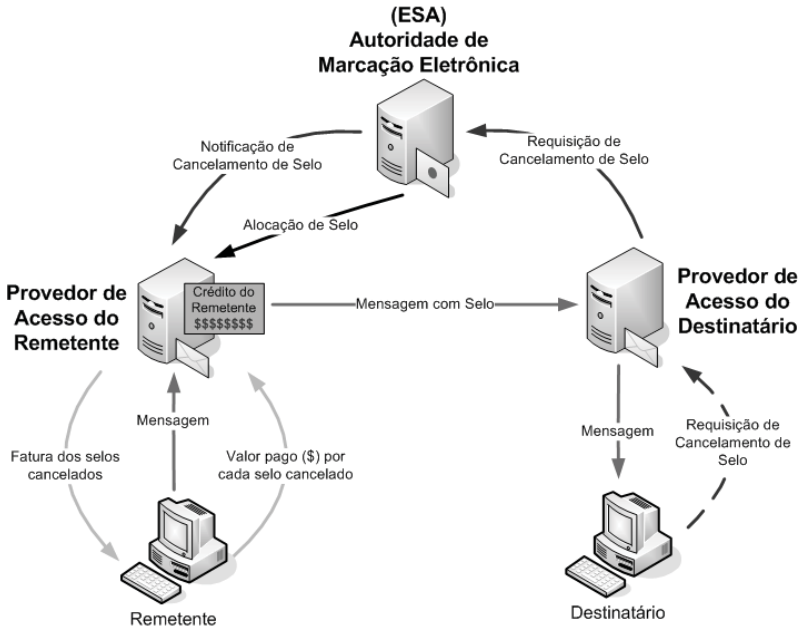 (ESA)
Autoridade de
Marcação Eletrônica
Notificação de
Cancelamento de Selo
Requisição de
Cancelamento de Selo
Alocação de Selo
Provedor de
Acesso do
Remetente
Crédito do
Remetente
$$$$$$$$
Mensagem com Selo
Provedor de
Acesso do
Destinatário
Mensagem
Fatura dos selos
cancelados
Valor pago ($) por
cada selo cancelado
Mensagem
Requisição de
Cancelamento de
Selo
Remetente
Destinatário